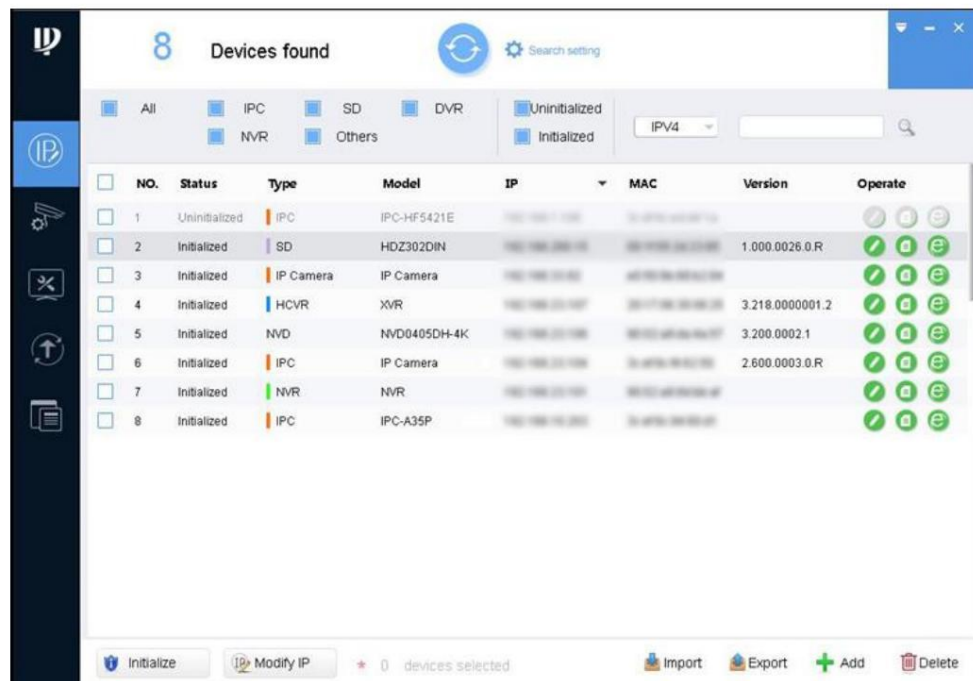 8 Devices found Search setting
All IPC SD DVR Uninitialized
NVR Others Initialized IPV4
NO. Status Type Model IP MAC Version Operate
1 Uninitialized IPC IPC-HF5421E
2 Initialized SD HDZ302DIN 1.000.0026.0.R
3 Initialized IP Camera IP Camera
4 Initialized HCVR XVR 3.218.0000001.2
5 Initialized NVD NVD0405DH-4K 3.200.0002.1
6 Initialized IPC IP Camera 2.600.0003.0.R
7 Initialized NVR NVR
8 Initialized IPC IPC-A35P
Initialize Modify IP * 0 devices selected Import Export Add Delete